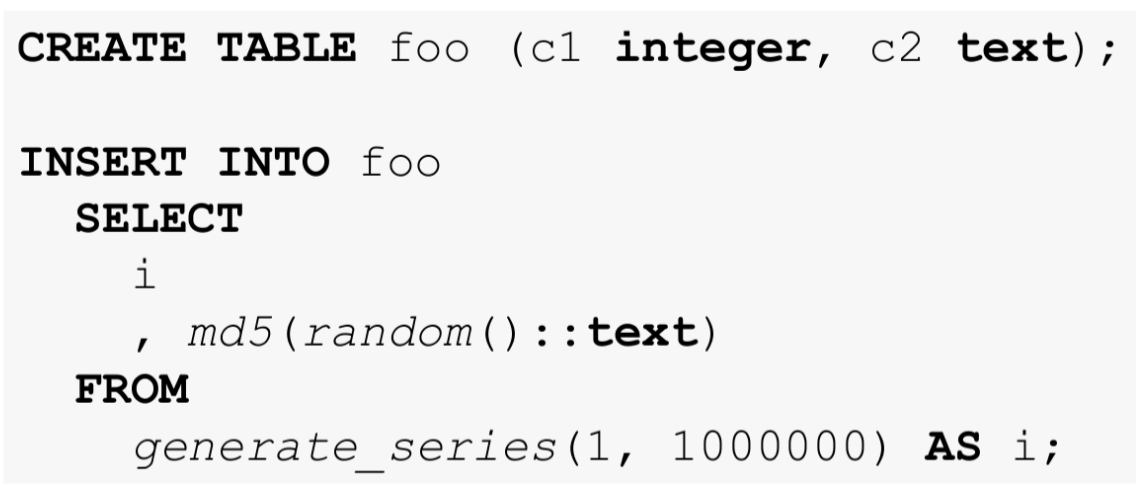 CREATE TABLE foo (c1 integer, c2 text);
INSERT INTO foo
SELECT
i
, md5(random()::text)
FROM
generate_series(1, 1000000) AS i;